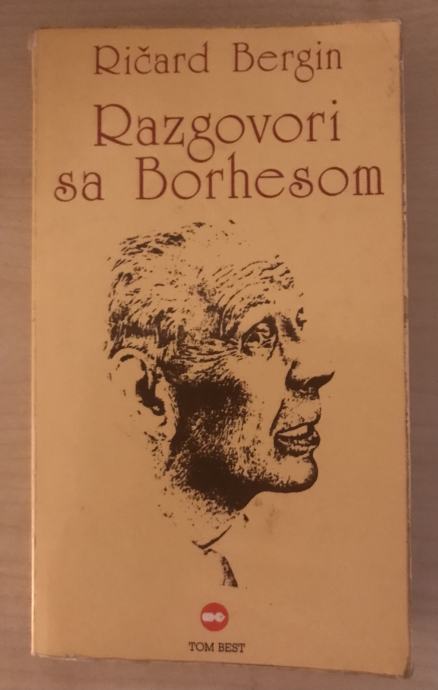 Ričard Bergin
Razgovori
sa Borhesom
TOM BEST